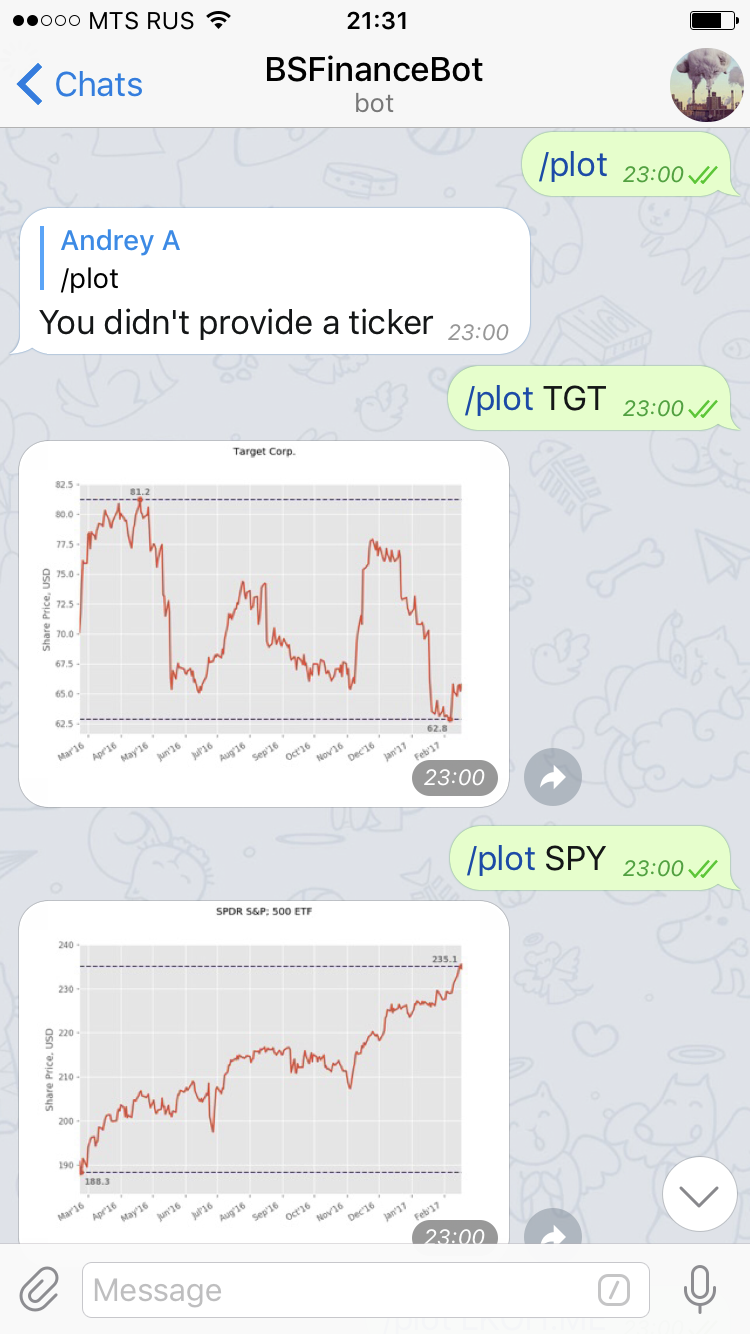 MTS RUS 21:31
Chats
BSFinanceBot
bot
/plot 23:00
Andrey A
/plot
You didn't provide a ticker 23:00
/plot TGT 23:00
Target Corp.
82.5
80.0
77.5
75.0
72.5
70.0
67.5
65.0
62.5
Share Price, USD
81.2
62.8
Mar'16 Apr'16 May'16 Jun'16 Jul'16 Aug'16 Sep'16 Oct'16 Nov'16 Dec'16 Jan'17 Feb'17
23:00
/plot SPY 23:00
SPDR S&P; 500 ETF
240
230
220
210
200
190
Share Price, USD
235.1
188.3
Mar'16 Apr'16 May'16 Jun'16 Jul'16 Aug'16 Sep'16 Oct'16 Nov'16 Dec'16 Jan'17 Feb'17
23:00
Message